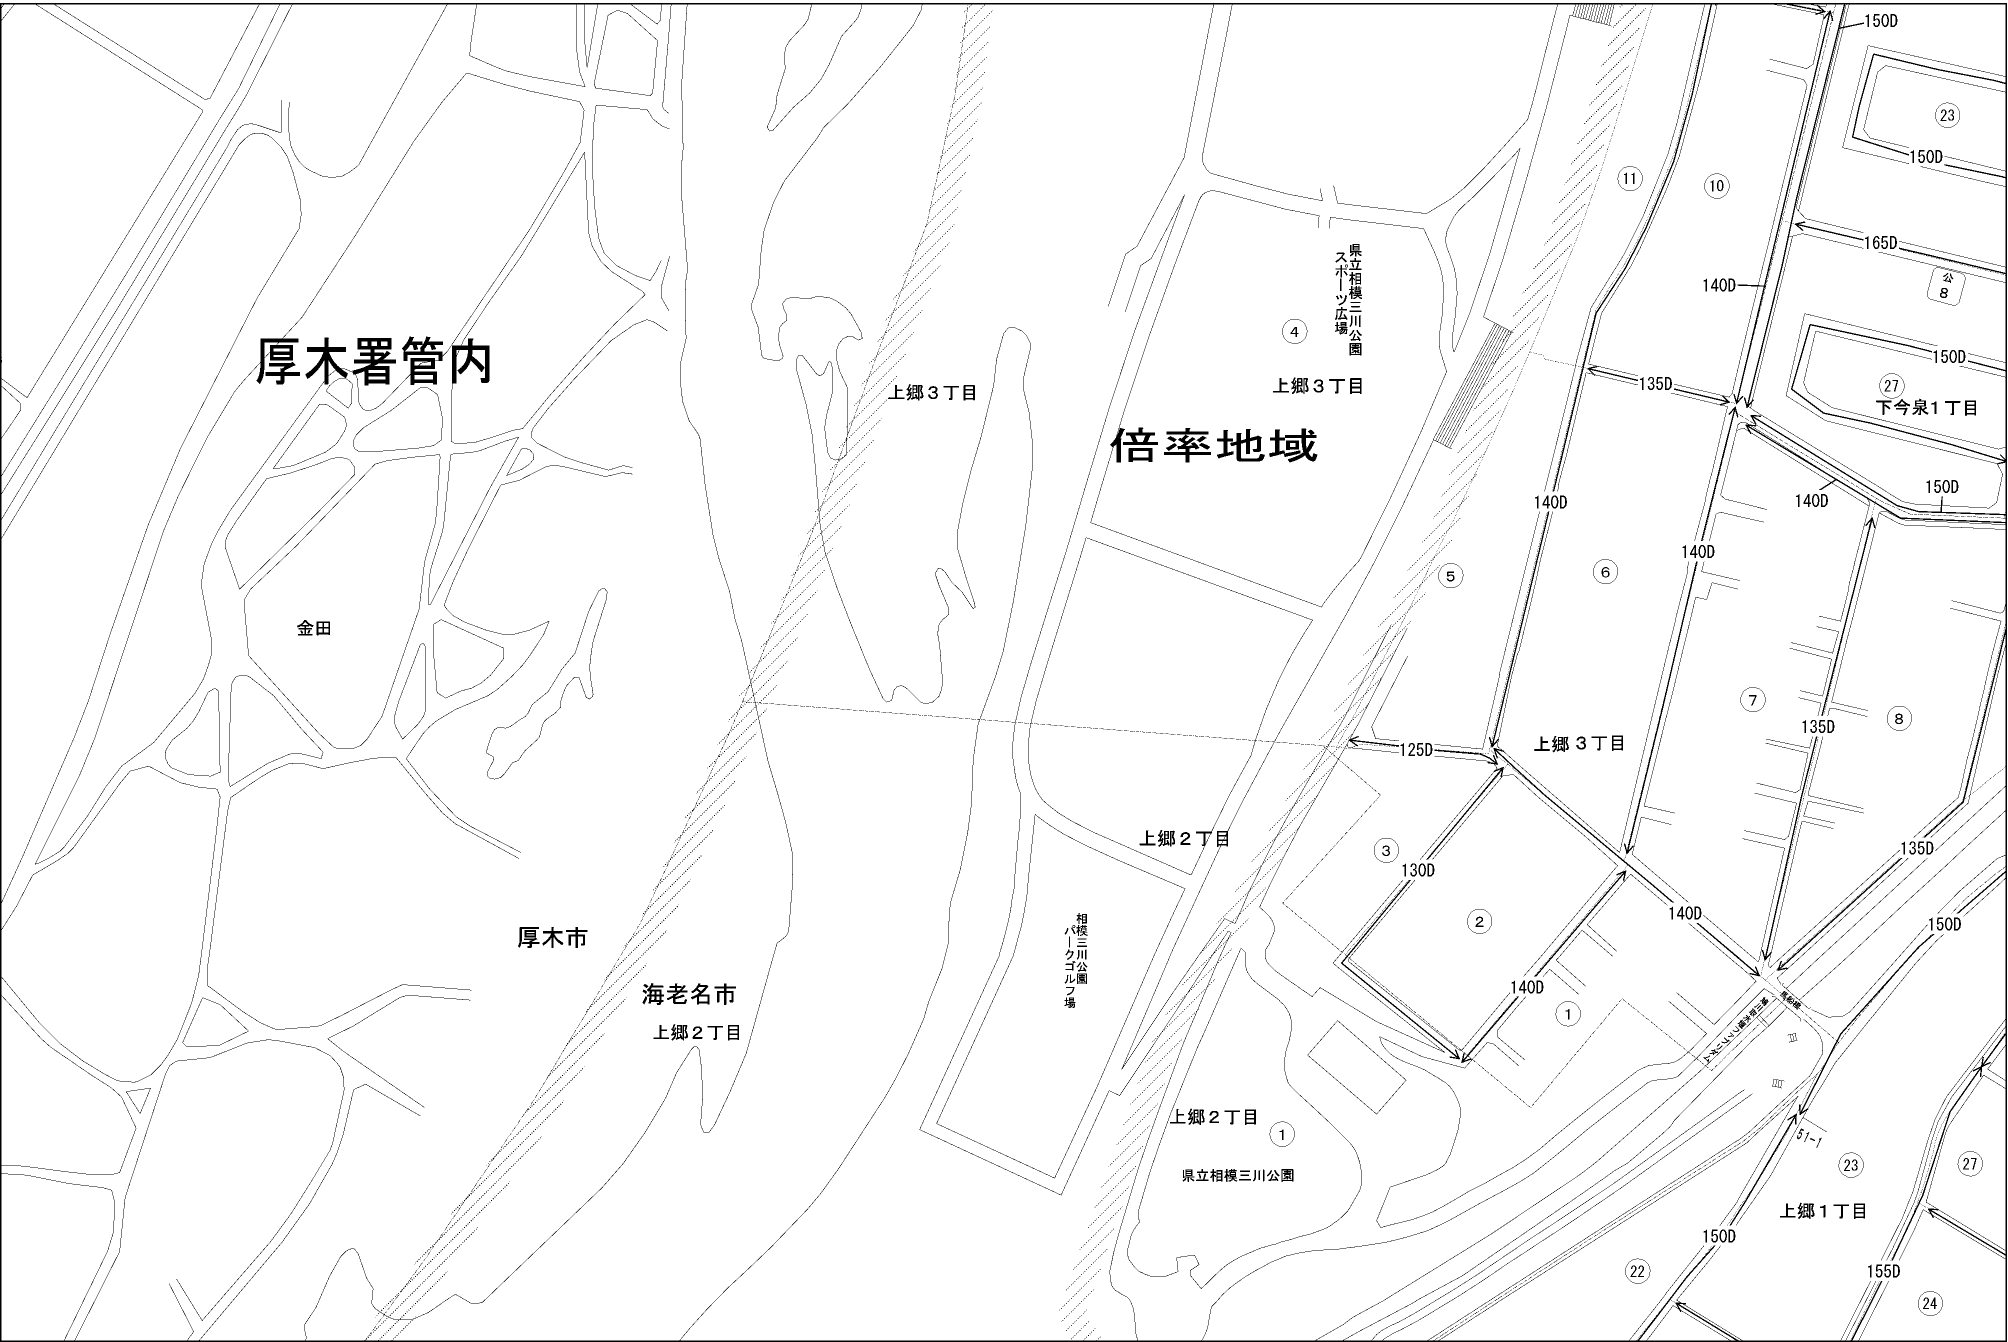 150D
23
150D
11
10
165D
140D
公
8
県立相模三川公園
スポーツ広場
4
厚木署管内
上郷３丁目
上郷３丁目
135D
150D
27
下今泉１丁目
倍率地域
140D
140D
150D
5
6
140D
金田
7
8
135D
上郷３丁目
125D
上郷２丁目
3
130D
135D
2
140D
150D
相模三川公園
パークゴルフ場
厚木市
海老名市
上郷２丁目
140D
1
上郷２丁目
1
県立相模三川公園
51-1
23
27
上郷１丁目
150D
22
155D
24